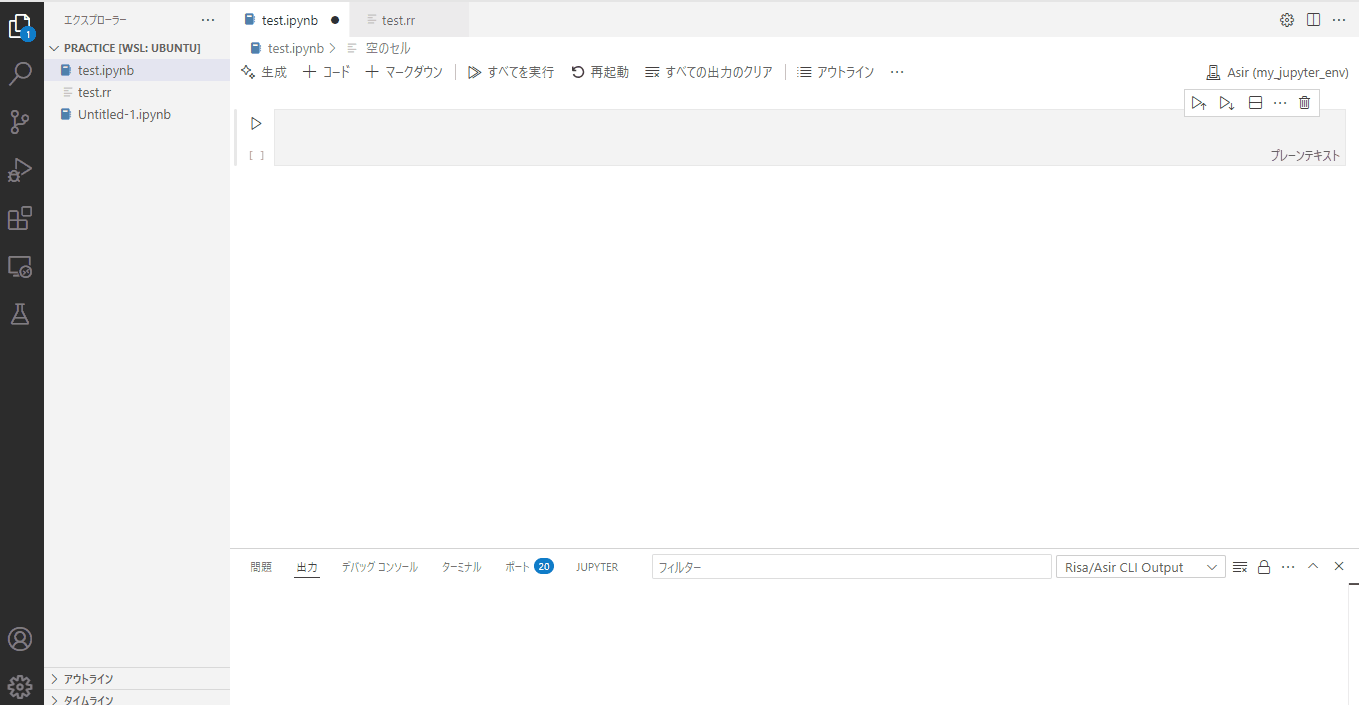 エクスプローラー
PRACTICE [WSL: UBUNTU]
test.ipynb
test.rr
Untitled-1.ipynb
アウトライン
タイムライン
1
test.ipynb
test.rr
test.ipynb 空のセル
生成 コード マークダウン すべてを実行 再起動 すべての出力のクリア アウトライン Asir (my_jupyter_env)
[ ]
プレーンテキスト
問題 出力 デバッグ コンソール ターミナル ポート 20 JUPYTER フィルター Risa/Asir CLI Output